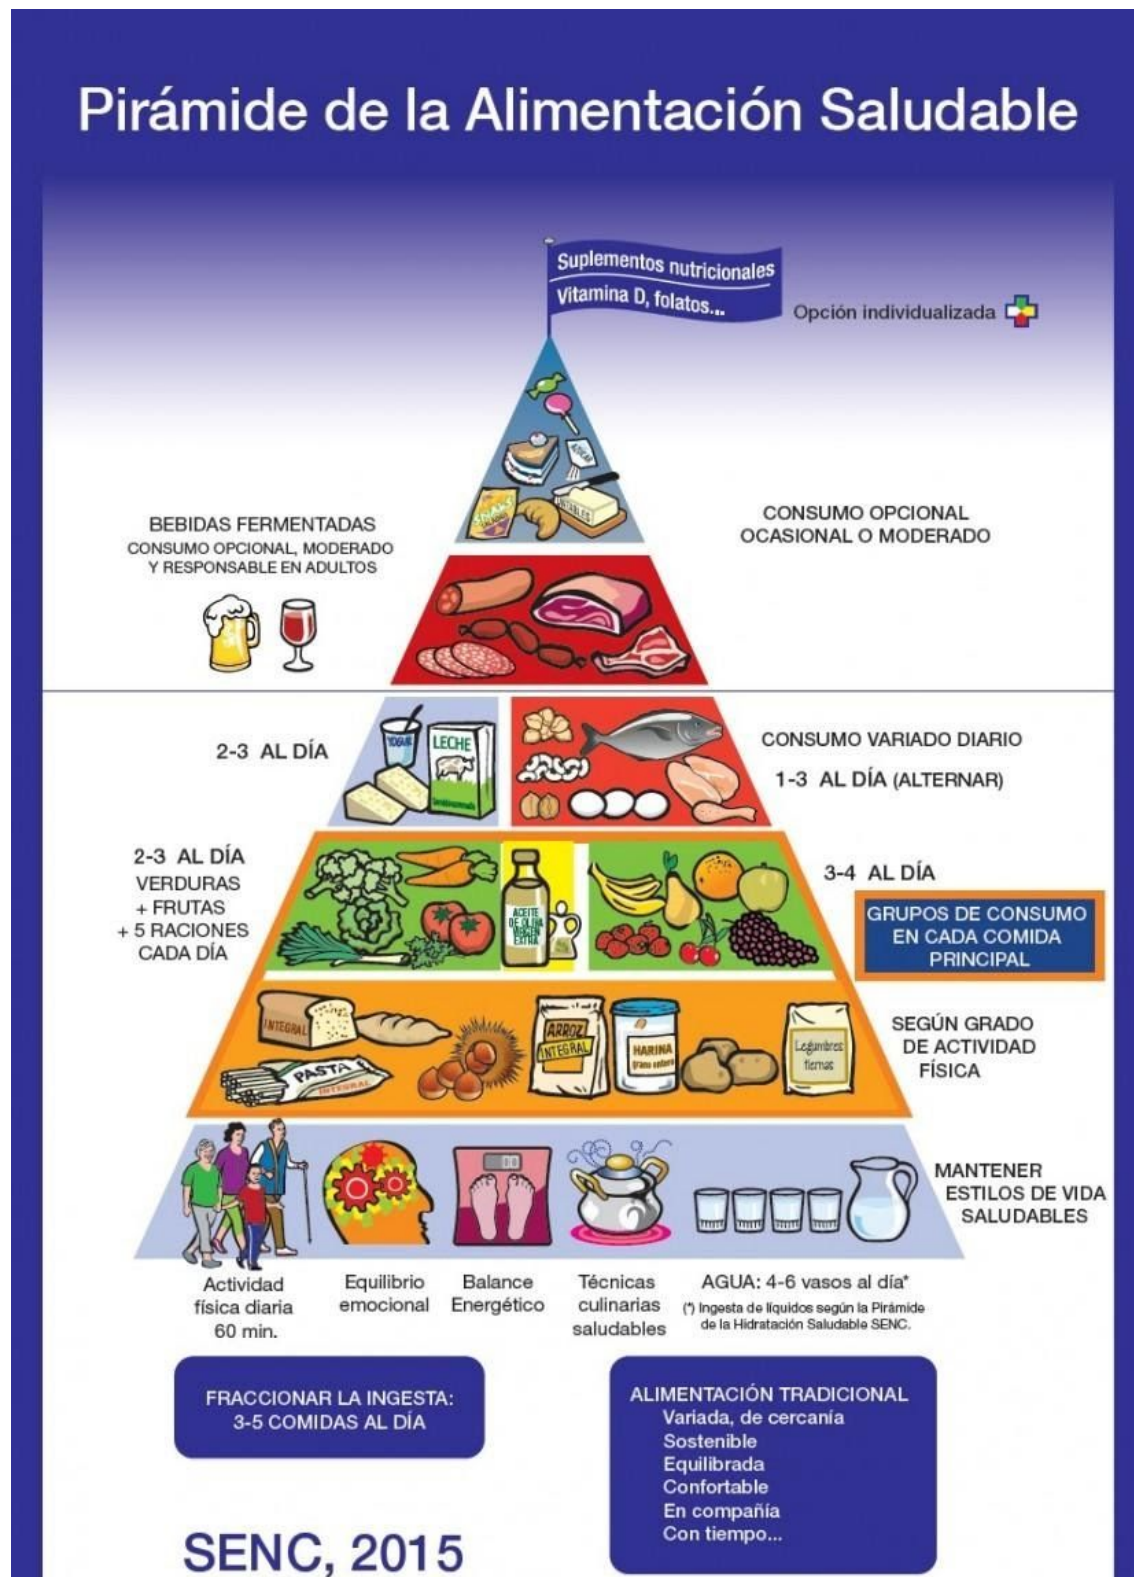 Pirámide de la Alimentación Saludable
Suplementos nutricionales
Vitamina D, folatos...
Opción individualizada
AZÚCAR
SNAKS
UNTABLES
BEBIDAS FERMENTADAS
CONSUMO OPCIONAL, MODERADO
Y RESPONSABLE EN ADULTOS
CONSUMO OPCIONAL
OCASIONAL O MODERADO
2-3 AL DÍA
YOGUR
LECHE
CONSUMO VARIADO DIARIO
1-3 AL DÍA (ALTERNAR)
2-3 AL DÍA
VERDURAS
+ FRUTAS
+ 5 RACIONES
CADA DÍA
ACEITE
DE OLIVA
VIRGEN
EXTRA
3-4 AL DÍA
GRUPOS DE CONSUMO
EN CADA COMIDA
PRINCIPAL
INTEGRAL
PASTA
INTEGRAL
ARROZ
INTEGRAL
HARINA
grano entero
Legumbres
tiernas
SEGÚN GRADO
DE ACTIVIDAD
FÍSICA
MANTENER
ESTILOS DE VIDA
SALUDABLES
Actividad
física diaria
60 min.
Equilibrio
emocional
Balance
Energético
Técnicas
culinarias
saludables
AGUA: 4-6 vasos al día*
(*) Ingesta de líquidos según la Pirámide
de la Hidratación Saludable SENC.
FRACCIONAR LA INGESTA:
3-5 COMIDAS AL DÍA
ALIMENTACIÓN TRADICIONAL
Variada, de cercanía
Sostenible
Equilibrada
Confortable
En compañía
Con tiempo...
SENC, 2015